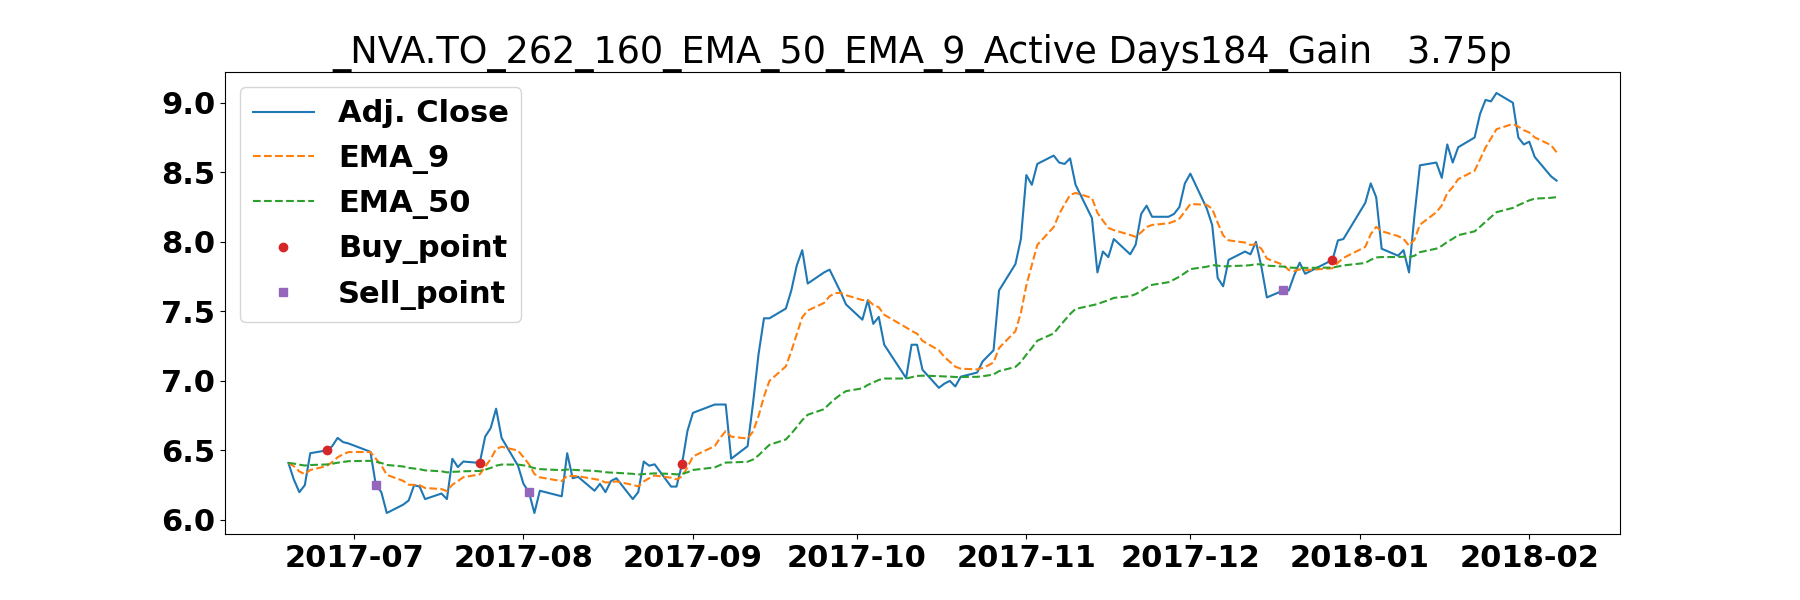 _NVA.TO_262_160_EMA_50_EMA_9_Active Days184_Gain   3.75p
Adj. Close
EMA_9
EMA_50
Buy_point
Sell_point
9.0
8.5
8.0
7.5
7.0
6.5
6.0
2017-07 2017-08 2017-09 2017-10 2017-11 2017-12 2018-01 2018-02